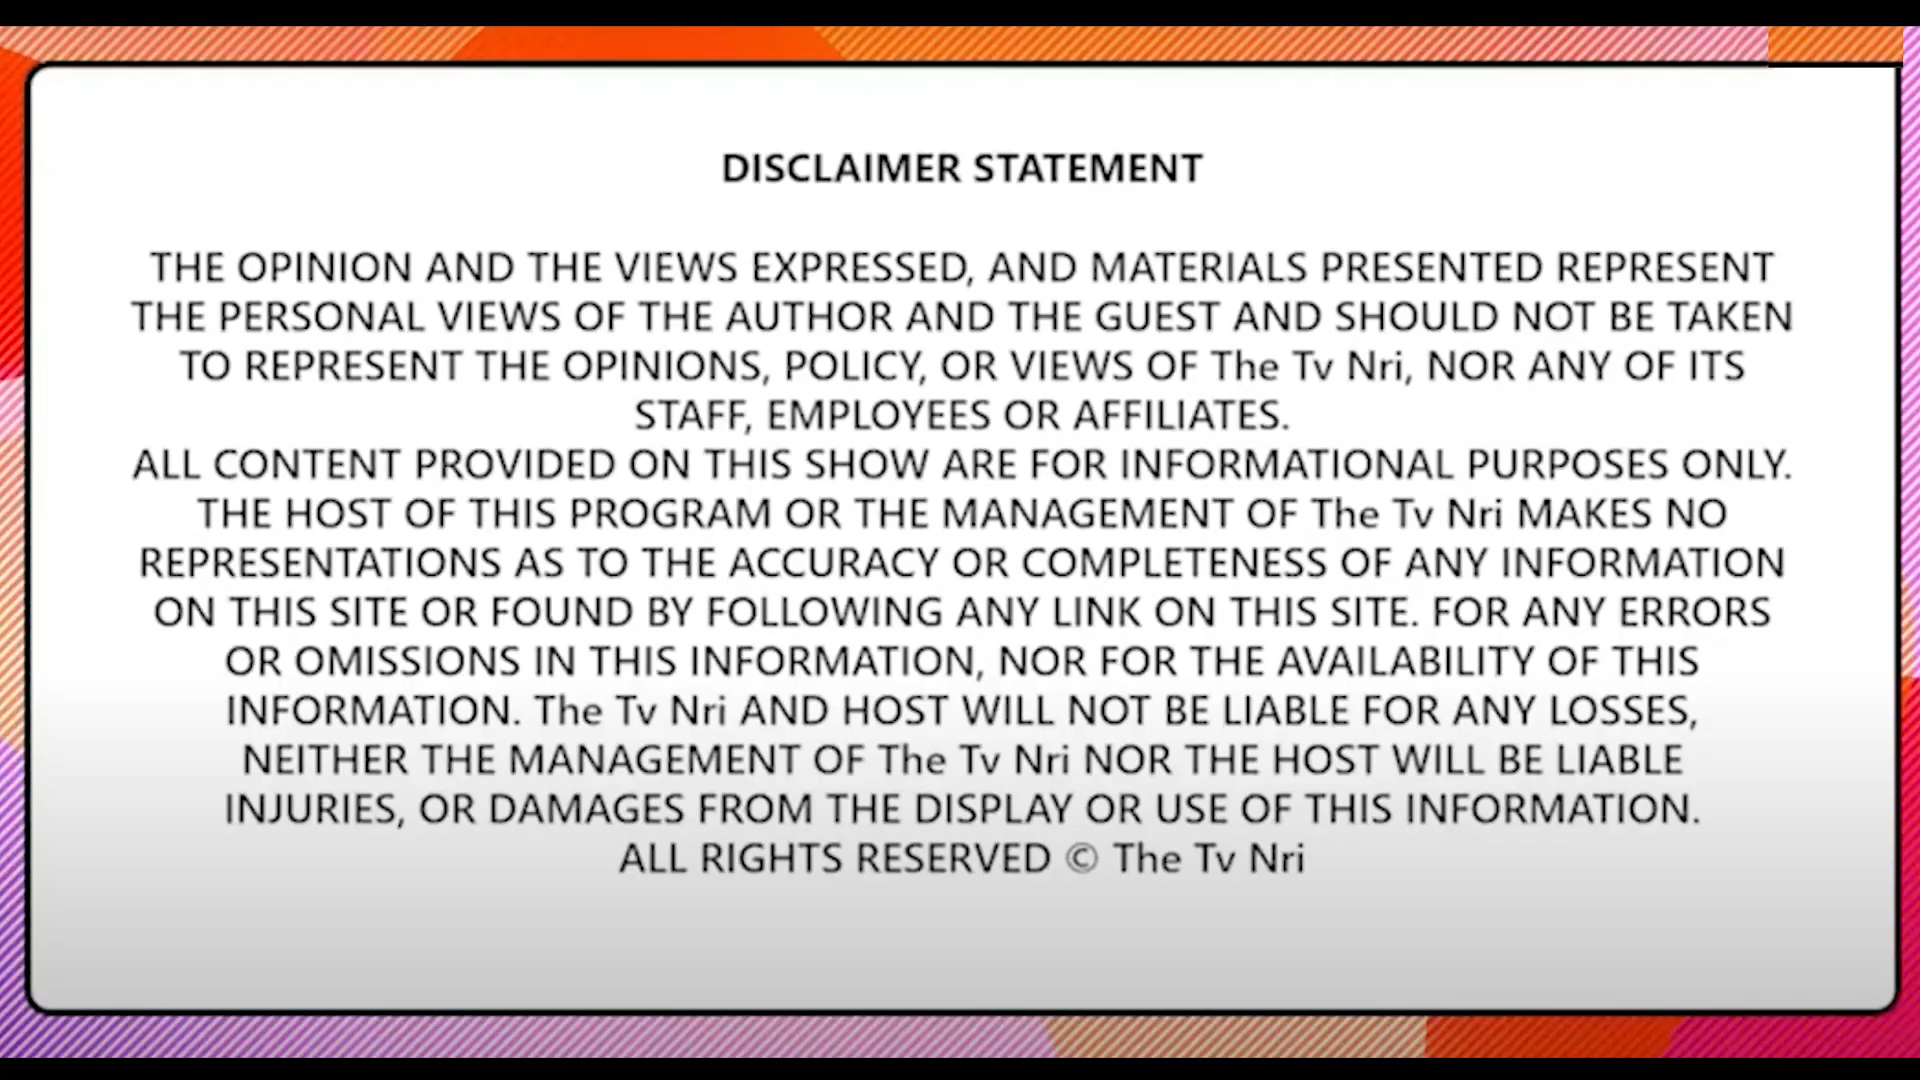 DISCLAIMER STATEMENT
THE OPINION AND THE VIEWS EXPRESSED, AND MATERIALS PRESENTED REPRESENT
THE PERSONAL VIEWS OF THE AUTHOR AND THE GUEST AND SHOULD NOT BE TAKEN
TO REPRESENT THE OPINIONS, POLICY, OR VIEWS OF The Tv Nri, NOR ANY OF ITS
STAFF, EMPLOYEES OR AFFILIATES.
ALL CONTENT PROVIDED ON THIS SHOW ARE FOR INFORMATIONAL PURPOSES ONLY.
THE HOST OF THIS PROGRAM OR THE MANAGEMENT OF The Tv Nri MAKES NO
REPRESENTATIONS AS TO THE ACCURACY OR COMPLETENESS OF ANY INFORMATION
ON THIS SITE OR FOUND BY FOLLOWING ANY LINK ON THIS SITE. FOR ANY ERRORS
OR OMISSIONS IN THIS INFORMATION, NOR FOR THE AVAILABILITY OF THIS
INFORMATION. The Tv Nri AND HOST WILL NOT BE LIABLE FOR ANY LOSSES,
NEITHER THE MANAGEMENT OF The Tv Nri NOR THE HOST WILL BE LIABLE
INJURIES, OR DAMAGES FROM THE DISPLAY OR USE OF THIS INFORMATION.
ALL RIGHTS RESERVED © The Tv Nri